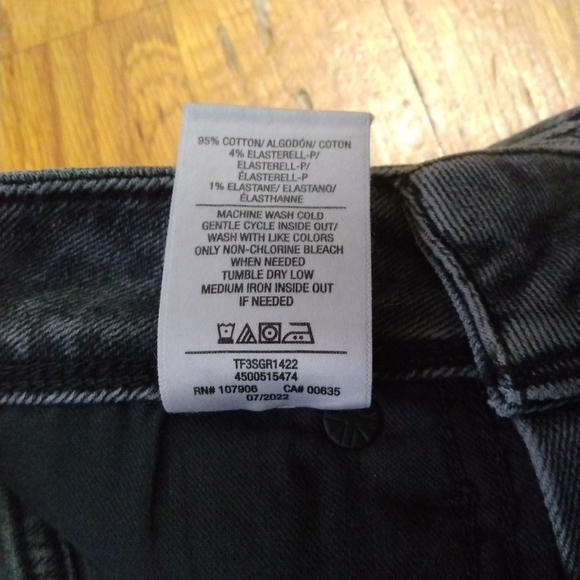 95% COTTON/ ALGODÓN/ COTON
4% ELASTERELL-P/
ELASTERELL-P/
ÉLASTERELL-P
1% ELASTANE/ ELASTANO/
ÉLASTHANNE
MACHINE WASH COLD
GENTLE CYCLE INSIDE OUT/
WASH WITH LIKE COLORS
ONLY NON-CHLORINE BLEACH
WHEN NEEDED
TUMBLE DRY LOW
MEDIUM IRON INSIDE OUT
IF NEEDED
TF3SGR1422
4500515474
RN# 107906 CA# 00635
07/2022